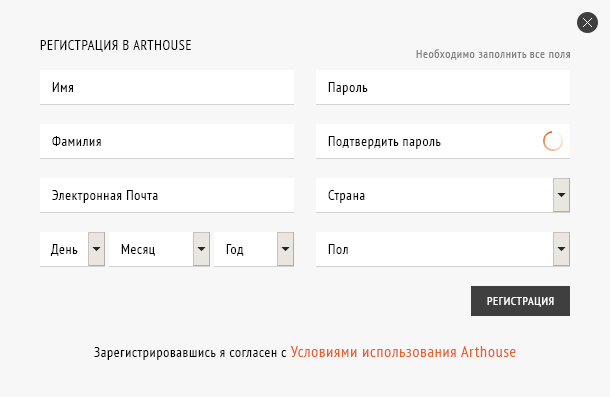 РЕГИСТРАЦИЯ В ARTHOUSE
Необходимо заполнить все поля
Имя
Пароль
Фамилия
Подтвердить пароль
Электронная Почта
Страна
День
Месяц
Год
Пол
РЕГИСТРАЦИЯ
Зарегистрировавшись я согласен с Условиями использования Arthouse